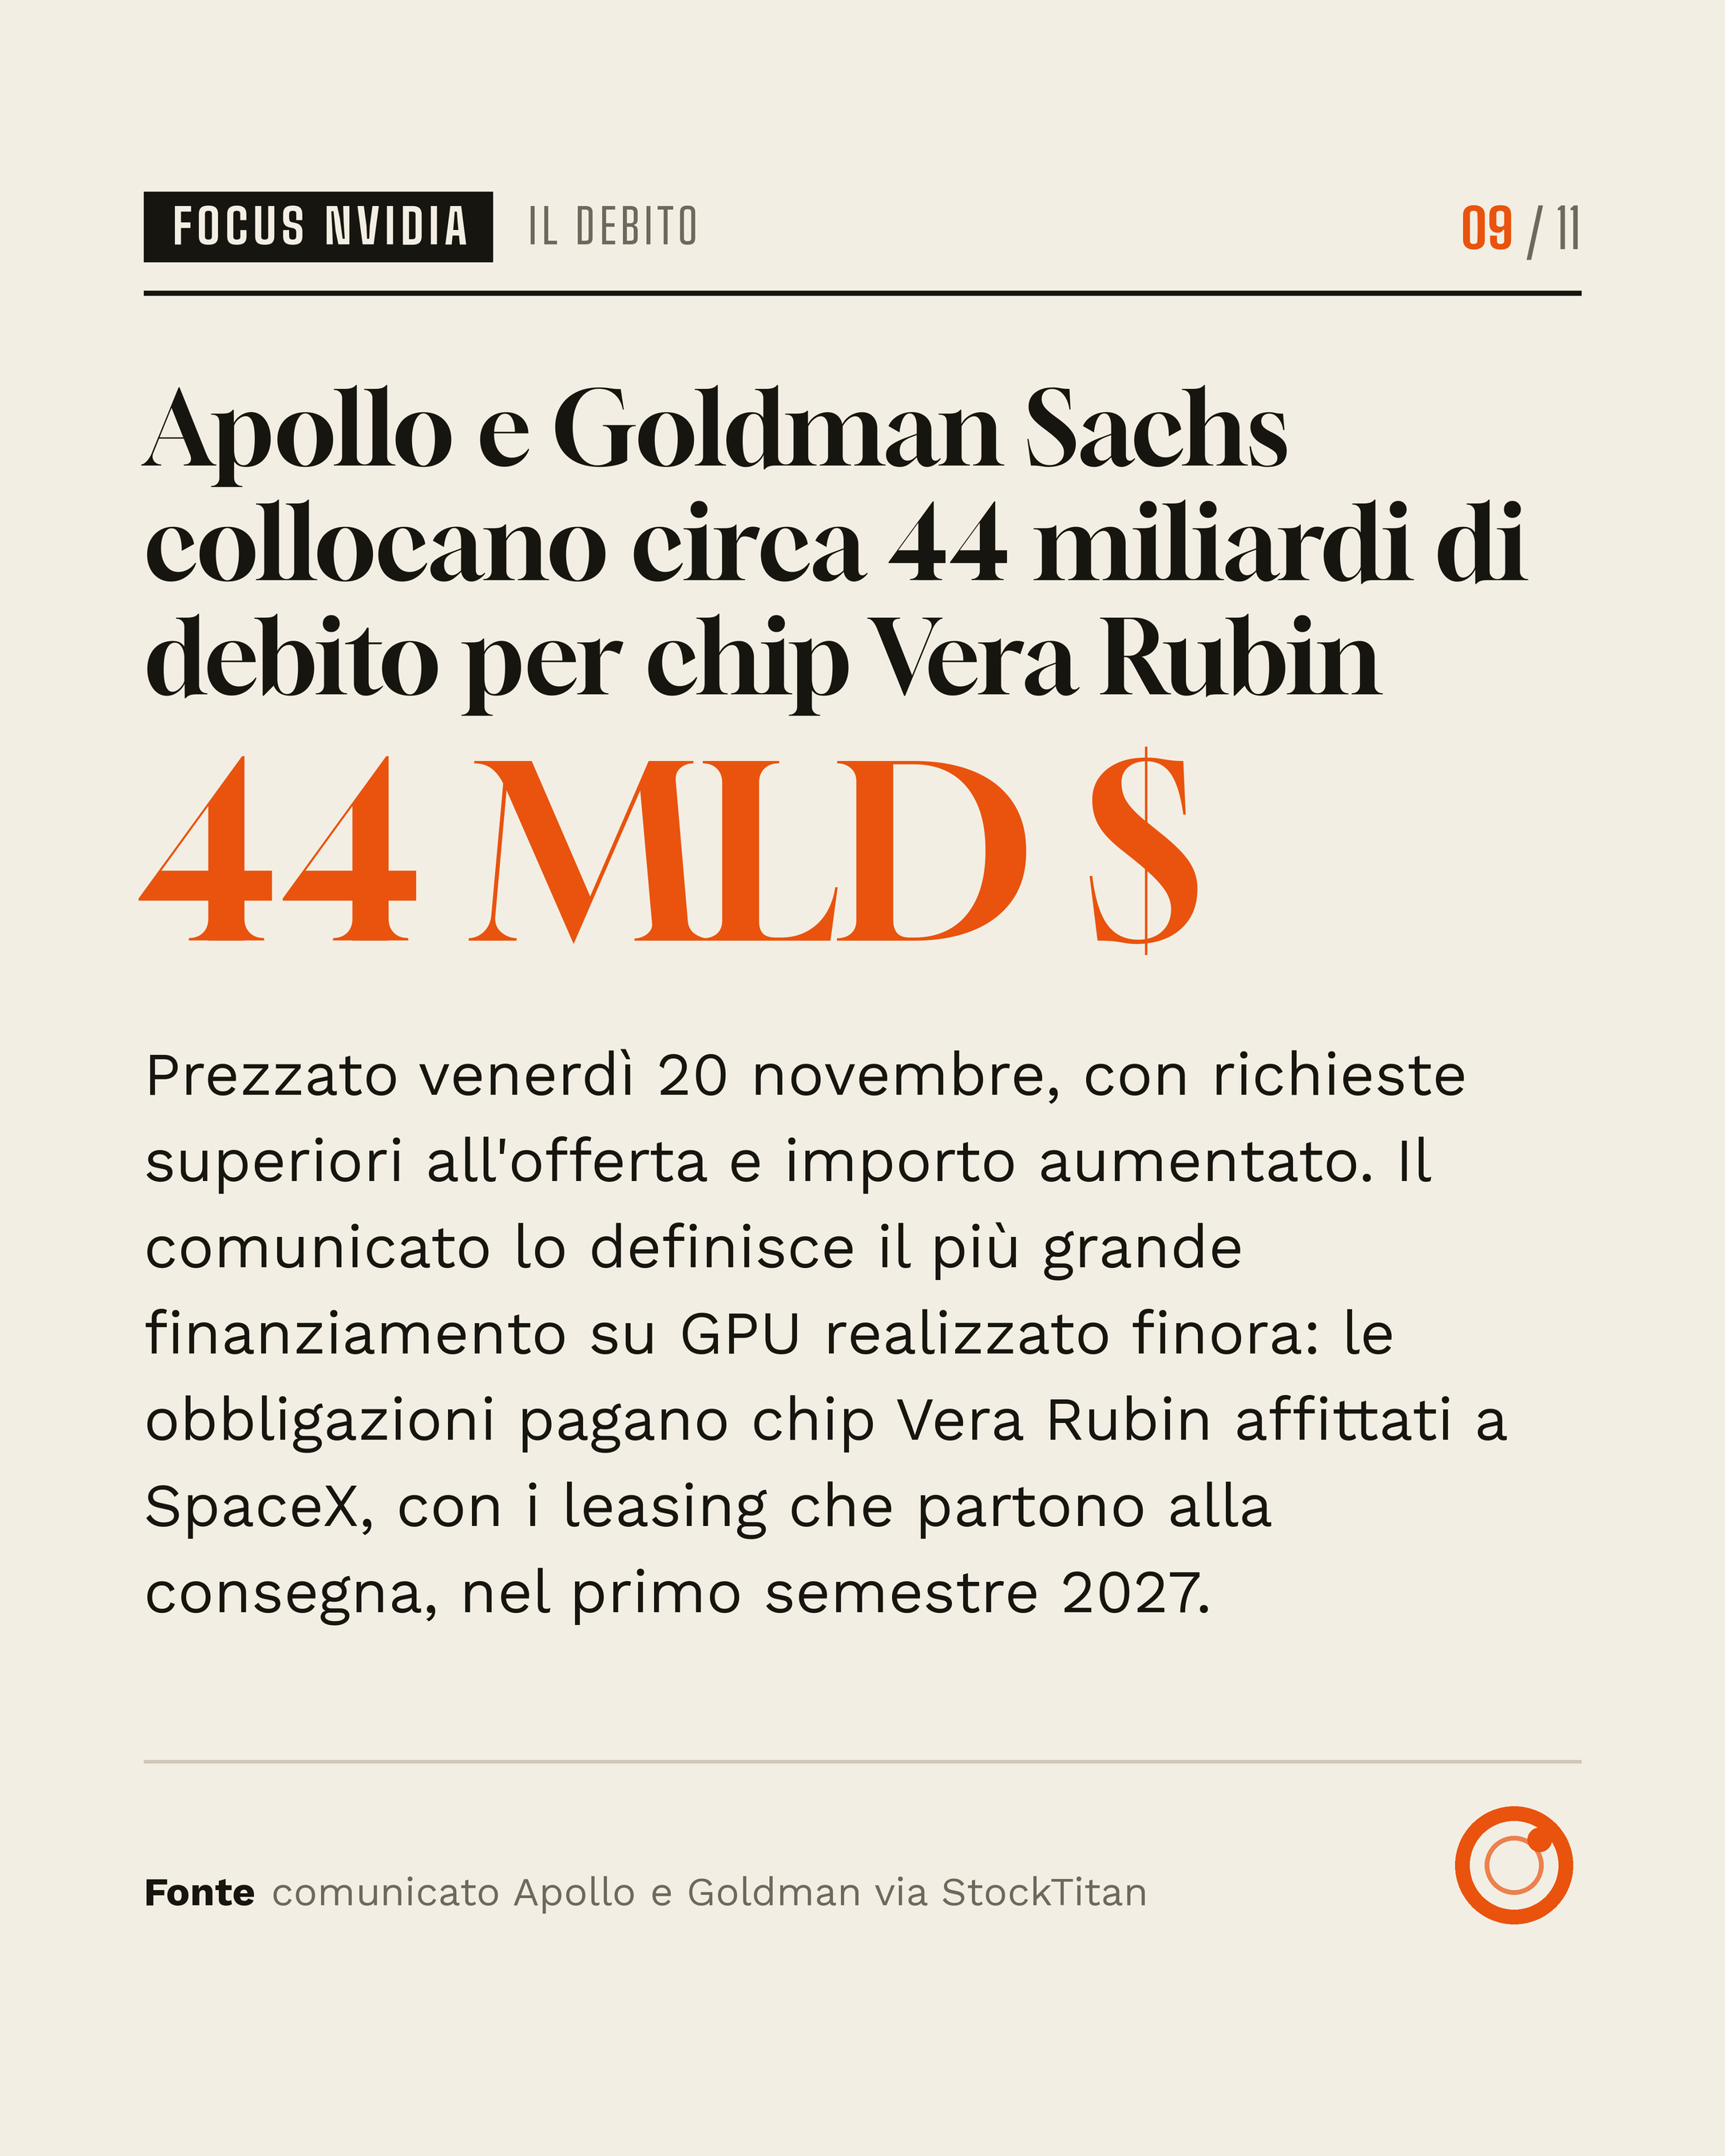 FOCUS NVIDIA IL DEBITO 09 / 11
Apollo e Goldman Sachs
collocano circa 44 miliardi di
debito per chip Vera Rubin
44 MLD $
Prezzato venerdì 20 novembre, con richieste
superiori all'offerta e importo aumentato. Il
comunicato lo definisce il più grande
finanziamento su GPU realizzato finora: le
obbligazioni pagano chip Vera Rubin affittati a
SpaceX, con i leasing che partono alla
consegna, nel primo semestre 2027.
Fonte comunicato Apollo e Goldman via StockTitan